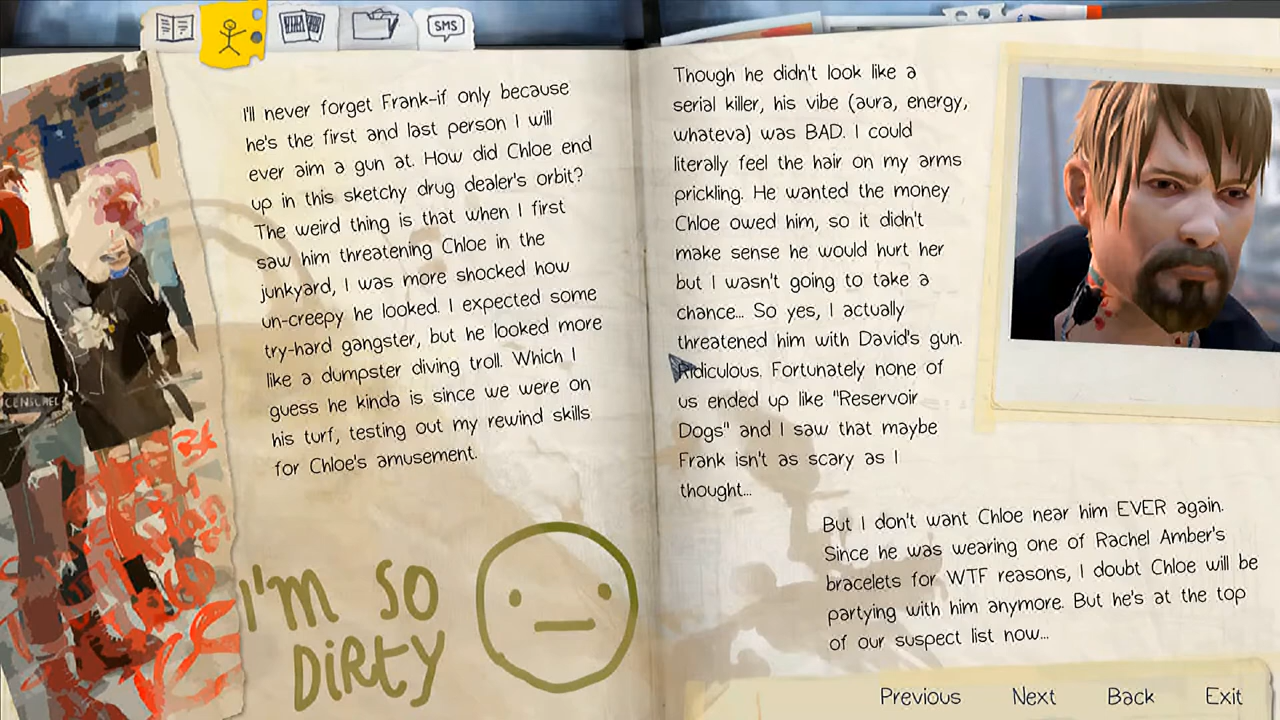 SMS
I'll never forget Frank-if only because
he's the first and last person I will
ever aim a gun at. How did Chloe end
up in this sketchy drug dealer's orbit?
The weird thing is that when I first
saw him threatening Chloe in the
junkyard, I was more shocked how
un-creepy he looked. I expected some
try-hard gangster, but he looked more
like a dumpster diving troll. Which I
guess he kinda is since we were on
his turf, testing out my rewind skills
for Chloe's amusement.
I'M SO
DiRty
Though he didn't look like a
serial killer, his vibe (aura, energy,
whateva) was BAD. I could
literally feel the hair on my arms
prickling. He wanted the money
Chloe owed him, so it didn't
make sense he would hurt her
but I wasn't going to take a
chance... So yes, I actually
threatened him with David's gun.
Ridiculous. Fortunately none of
us ended up like "Reservoir
Dogs" and I saw that maybe
Frank isn't as scary as I
thought...
But I don't want Chloe near him EVER again.
Since he was wearing one of Rachel Amber's
bracelets for WTF reasons, I doubt Chloe will be
partying with him anymore. But he's at the top
of our suspect list now...
Previous Next Back Exit